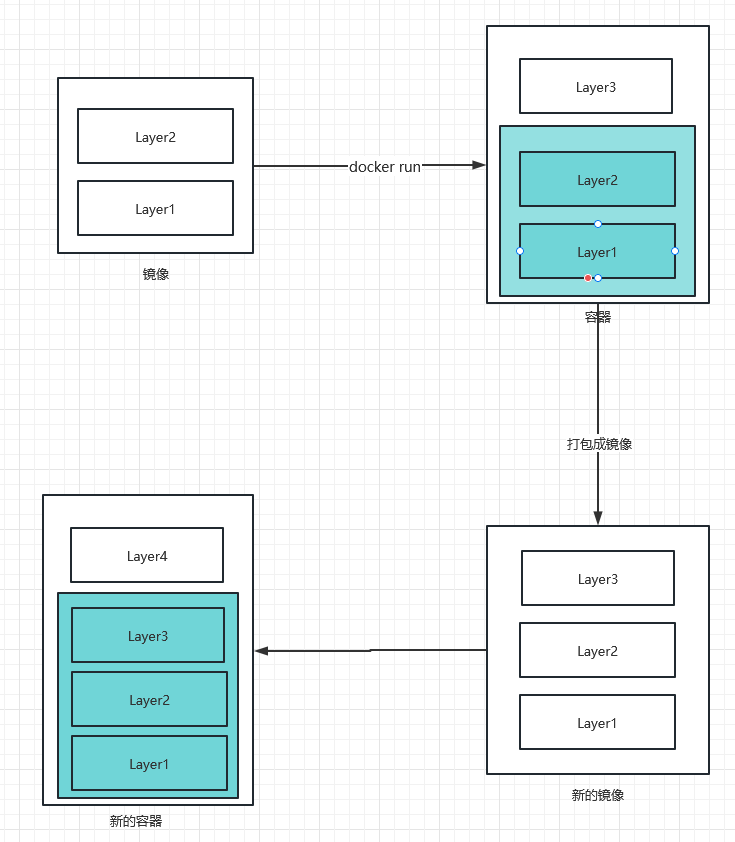 Layer2
Layer1
镜像
docker run
Layer3
Layer2
Layer1
容器
打包成镜像
Layer3
Layer2
Layer1
新的镜像
Layer4
Layer3
Layer2
Layer1
新的容器